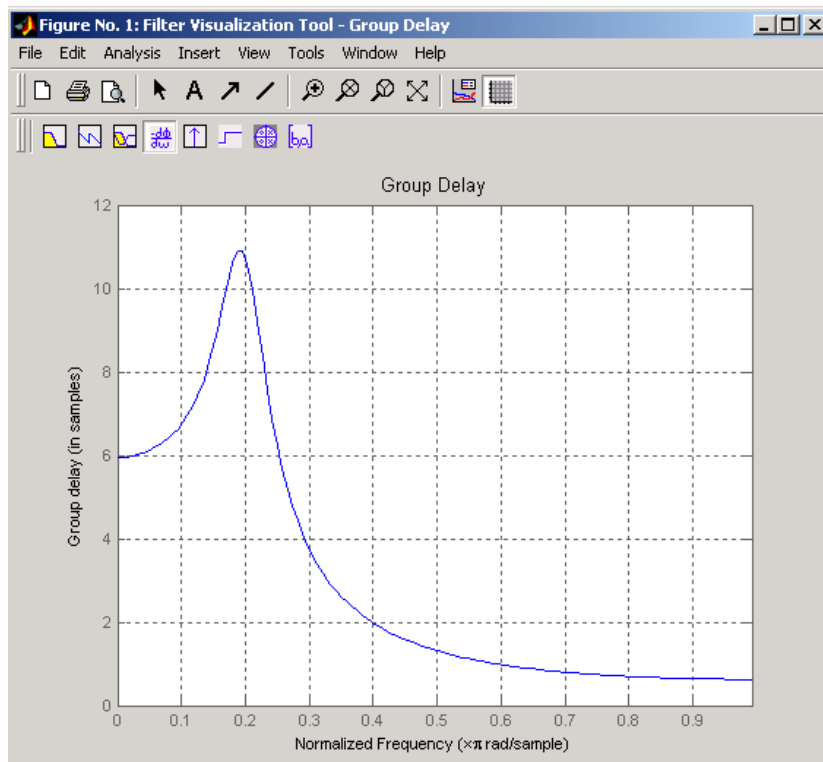 Figure No. 1: Filter Visualization Tool - Group Delay
File Edit Analysis Insert View Tools Window Help
A
-dΦ
dω
[b,a]
Group Delay
12
10
8
6
4
2
0
Group delay (in samples)
0 0.1 0.2 0.3 0.4 0.5 0.6 0.7 0.8 0.9
Normalized Frequency (×π rad/sample)